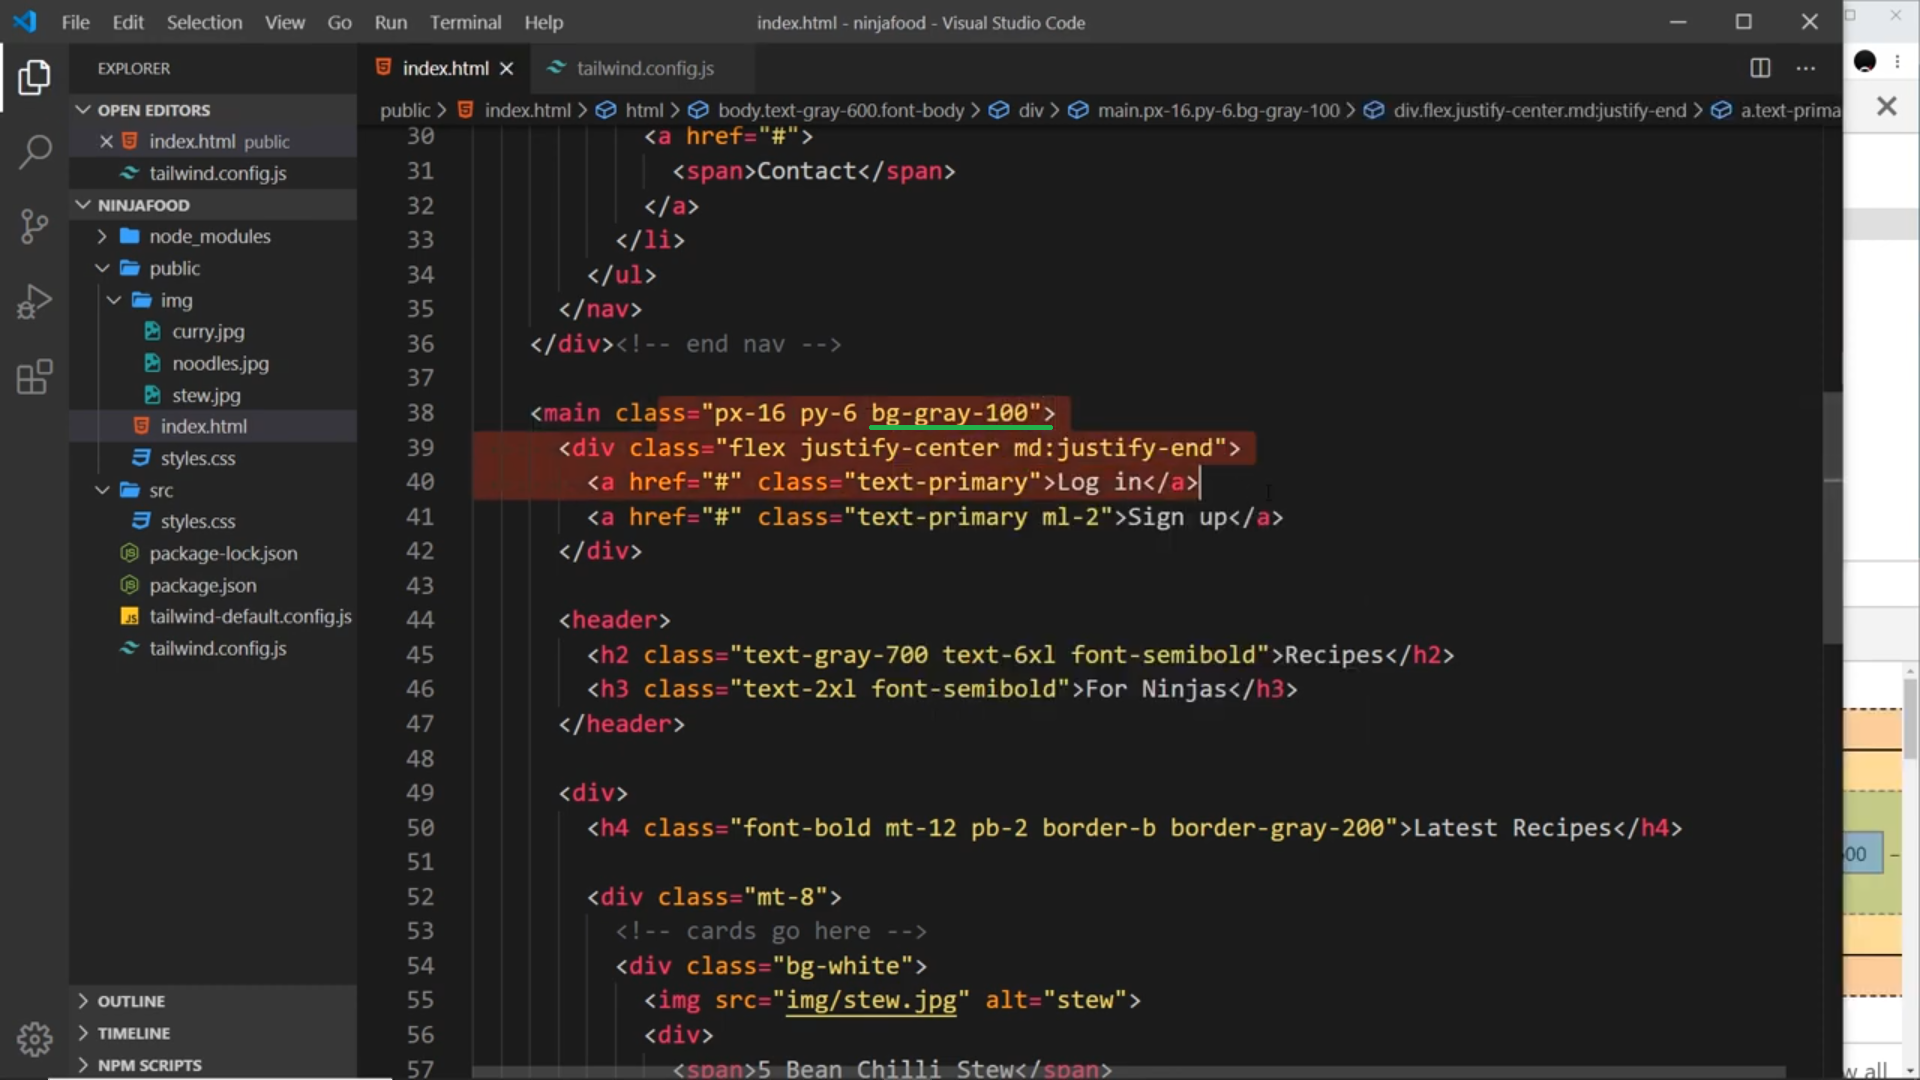 File Edit Selection View Go Run Terminal Help
index.html - ninjafood - Visual Studio Code
EXPLORER
OPEN EDITORS
index.html public
tailwind.config.js
NINJAFOOD
node_modules
public
img
curry.jpg
noodles.jpg
stew.jpg
index.html
styles.css
src
styles.css
package-lock.json
package.json
JS tailwind-default.config.js
tailwind.config.js
OUTLINE
TIMELINE
NPM SCRIPTS
index.html
tailwind.config.js
public > index.html > html > body.text-gray-600.font-body > div > main.px-16.py-6.bg-gray-100 > div.flex.justify-center.md:justify-end > a.text-prima
30 <a href="#">
31 <span>Contact</span>
32 </a>
33 </li>
34 </ul>
35 </nav>
36 </div><!-- end nav -->
37
38 <main class="px-16 py-6 bg-gray-100">
39 <div class="flex justify-center md:justify-end">
40 <a href="#" class="text-primary">Log in</a>
41 <a href="#" class="text-primary ml-2">Sign up</a>
42 </div>
43
44 <header>
45 <h2 class="text-gray-700 text-6xl font-semibold">Recipes</h2>
46 <h3 class="text-2xl font-semibold">For Ninjas</h3>
47 </header>
48
49 <div>
50 <h4 class="font-bold mt-12 pb-2 border-b border-gray-200">Latest Recipes</h4>
51
52 <div class="mt-8">
53 <!-- cards go here -->
54 <div class="bg-white">
55 <img src="img/stew.jpg" alt="stew">
56 <div>
57 <span>5 Bean Chilli Stew</span>
00 –
w all